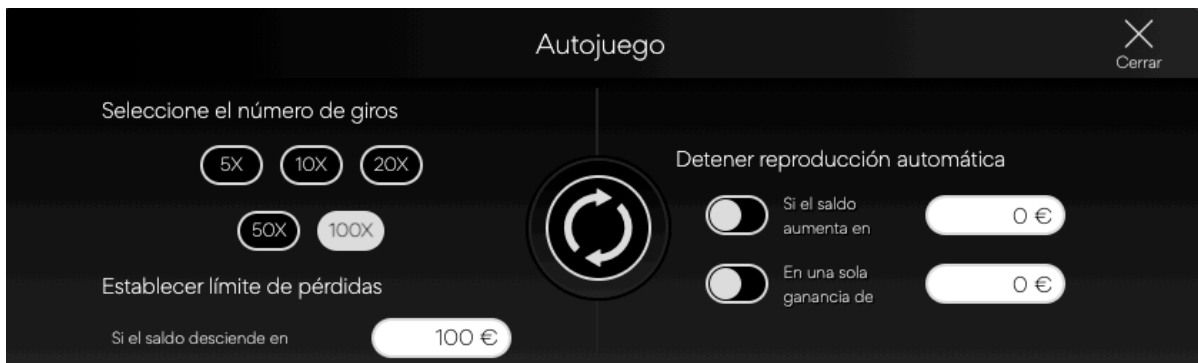 Autojuego
Cerrar
Seleccione el número de giros
5X 10X 20X
50X 100X
Establecer límite de pérdidas
Si el saldo desciende en 100 €
Detener reproducción automática
Si el saldo
aumenta en
0 €
En una sola
ganancia de
0 €